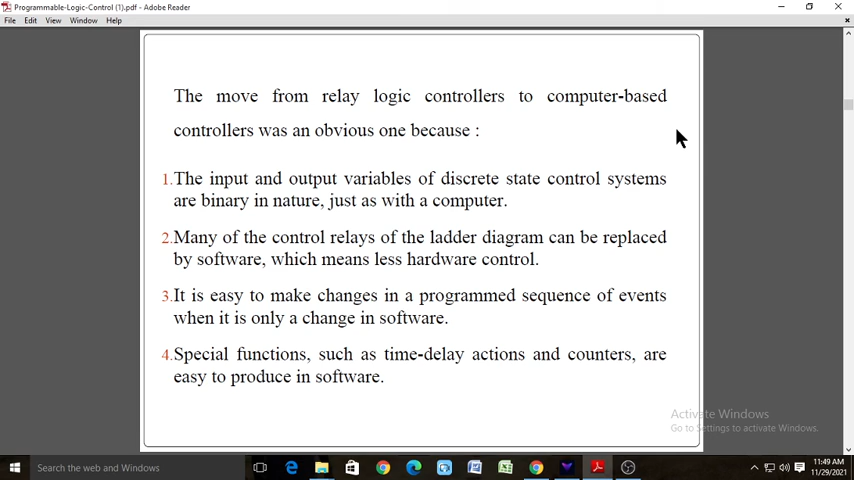 Programmable-Logic-Control (1).pdf - Adobe Reader
File Edit View Window Help
The move from relay logic controllers to computer-based
controllers was an obvious one because :
1.The input and output variables of discrete state control systems
are binary in nature, just as with a computer.
2.Many of the control relays of the ladder diagram can be replaced
by software, which means less hardware control.
3.It is easy to make changes in a programmed sequence of events
when it is only a change in software.
4.Special functions, such as time-delay actions and counters, are
easy to produce in software.
Activate Windows
Go to Settings to activate Windows.
Search the web and Windows
11:49 AM
11/29/2021